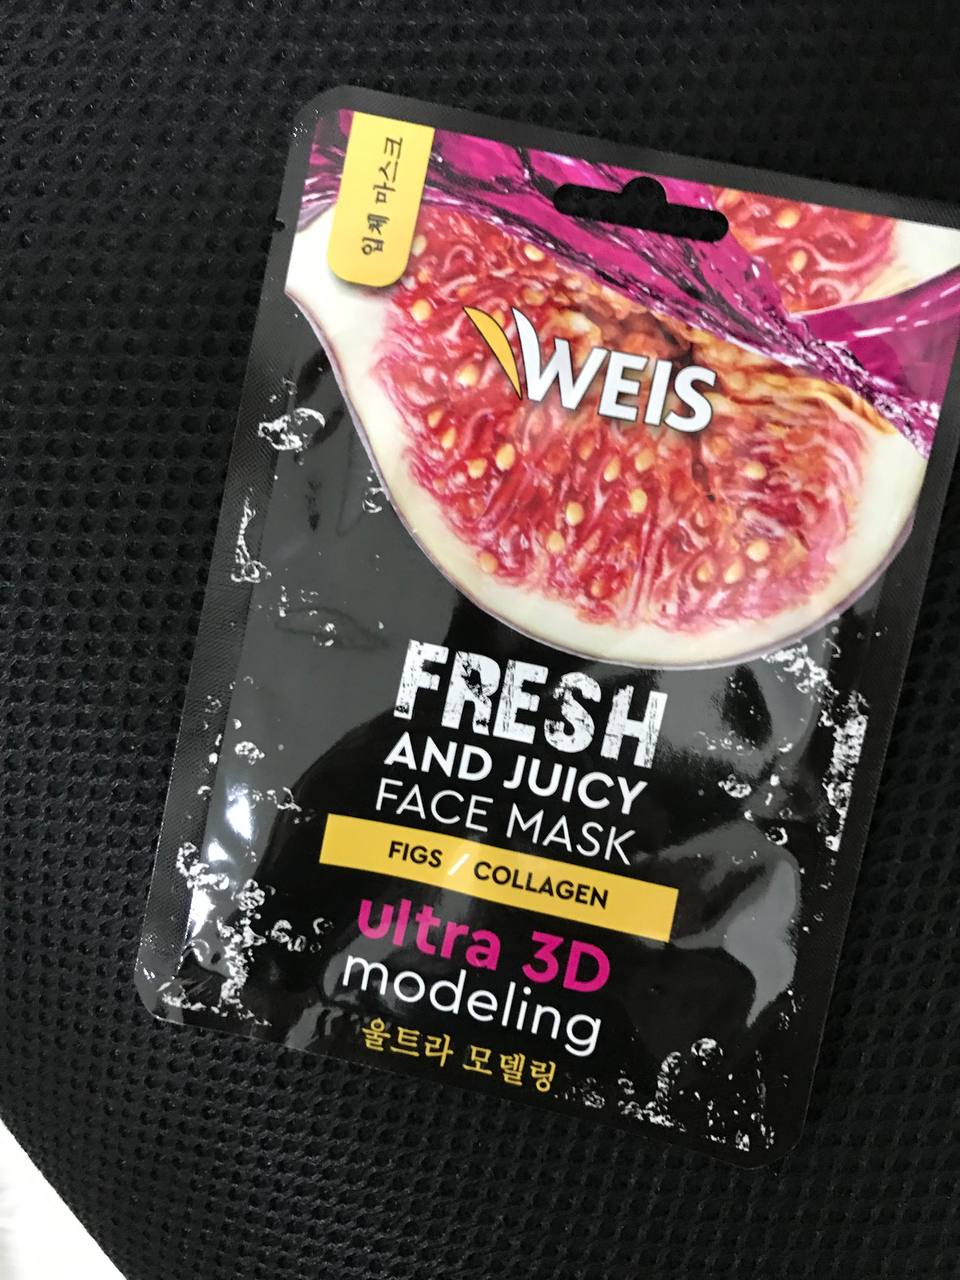 입체 마스크
WEIS
FRESH
AND JUICY
FACE MASK
FIGS / COLLAGEN
ultra 3D
modeling
울트라 모델링